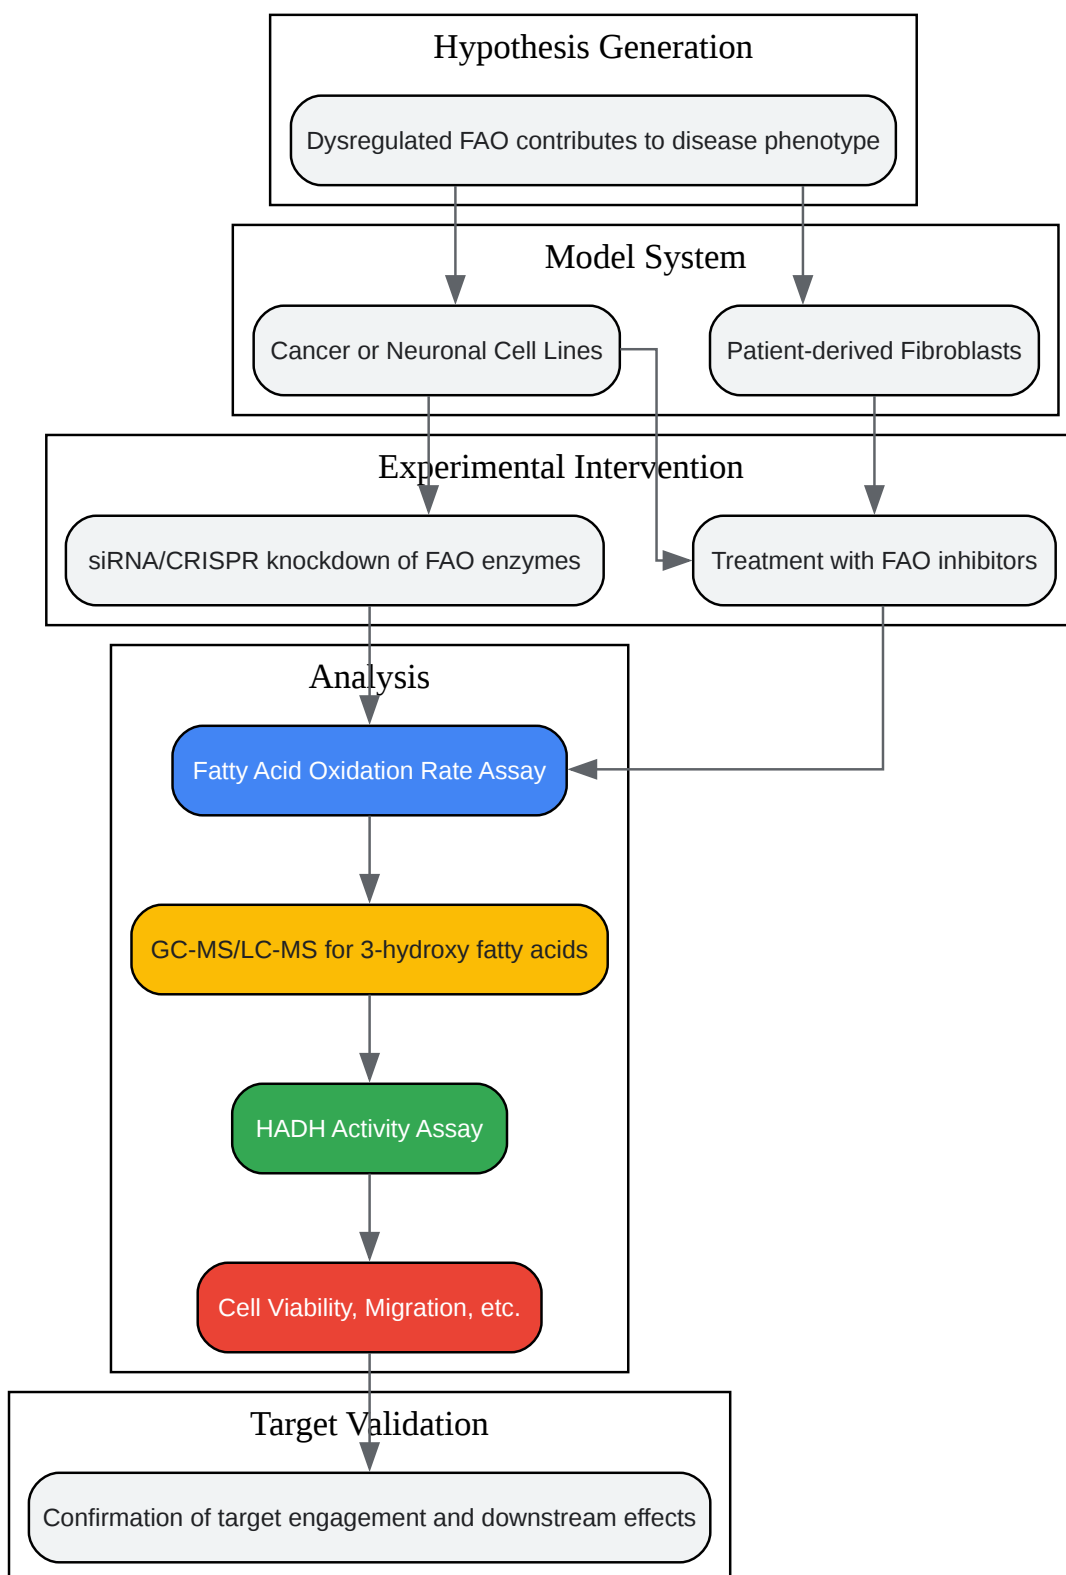 Hypothesis Generation
Dysregulated FAO contributes to disease phenotype
Model System
Cancer or Neuronal Cell Lines
Patient-derived Fibroblasts
Experimental Intervention
siRNA/CRISPR knockdown of FAO enzymes
Treatment with FAO inhibitors
Analysis
Fatty Acid Oxidation Rate Assay
GC-MS/LC-MS for 3-hydroxy fatty acids
HADH Activity Assay
Cell Viability, Migration, etc.
Target Validation
Confirmation of target engagement and downstream effects